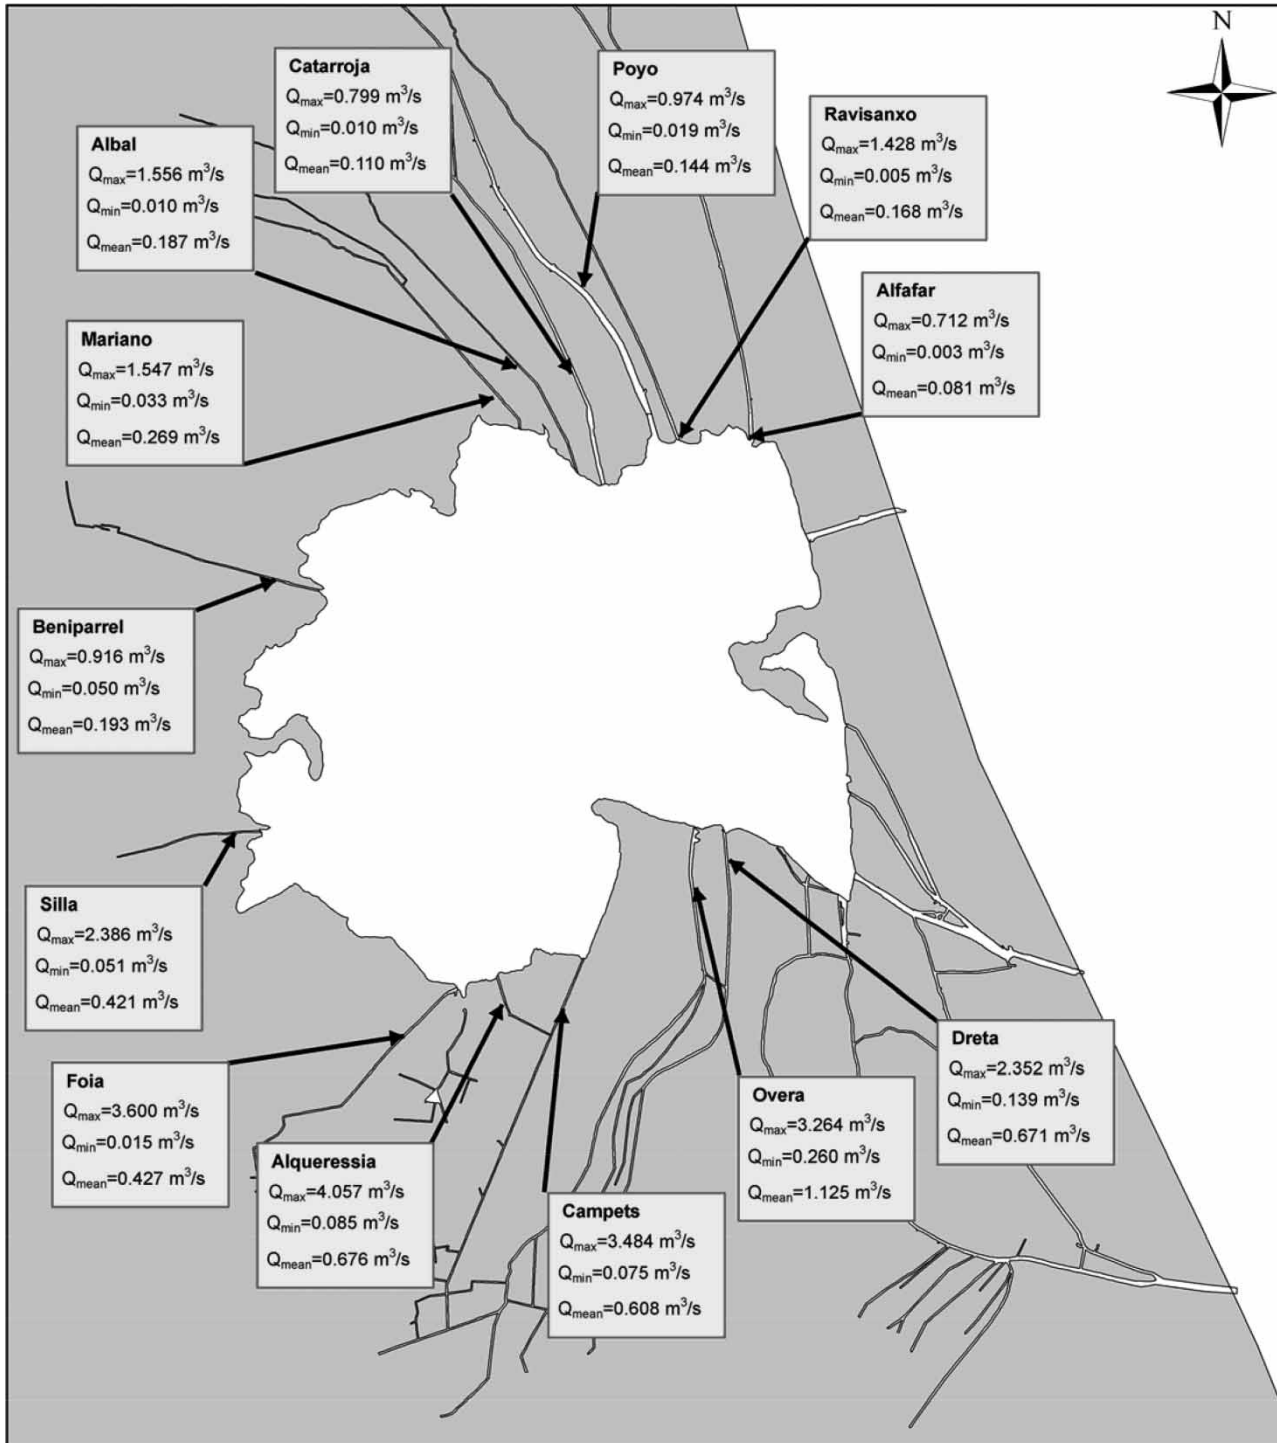 N
Catarroja
Qmax=0.799 m³/s
Qmin=0.010 m³/s
Qmean=0.110 m³/s
Poyo
Qmax=0.974 m³/s
Qmin=0.019 m³/s
Qmean=0.144 m³/s
Ravisanxo
Qmax=1.428 m³/s
Qmin=0.005 m³/s
Qmean=0.168 m³/s
Albal
Qmax=1.556 m³/s
Qmin=0.010 m³/s
Qmean=0.187 m³/s
Alfafar
Qmax=0.712 m³/s
Qmin=0.003 m³/s
Qmean=0.081 m³/s
Mariano
Qmax=1.547 m³/s
Qmin=0.033 m³/s
Qmean=0.269 m³/s
Beniparrel
Qmax=0.916 m³/s
Qmin=0.050 m³/s
Qmean=0.193 m³/s
Silla
Qmax=2.386 m³/s
Qmin=0.051 m³/s
Qmean=0.421 m³/s
Foia
Qmax=3.600 m³/s
Qmin=0.015 m³/s
Qmean=0.427 m³/s
Alqueressia
Qmax=4.057 m³/s
Qmin=0.085 m³/s
Qmean=0.676 m³/s
Campets
Qmax=3.484 m³/s
Qmin=0.075 m³/s
Qmean=0.608 m³/s
Overa
Qmax=3.264 m³/s
Qmin=0.260 m³/s
Qmean=1.125 m³/s
Dreta
Qmax=2.352 m³/s
Qmin=0.139 m³/s
Qmean=0.671 m³/s